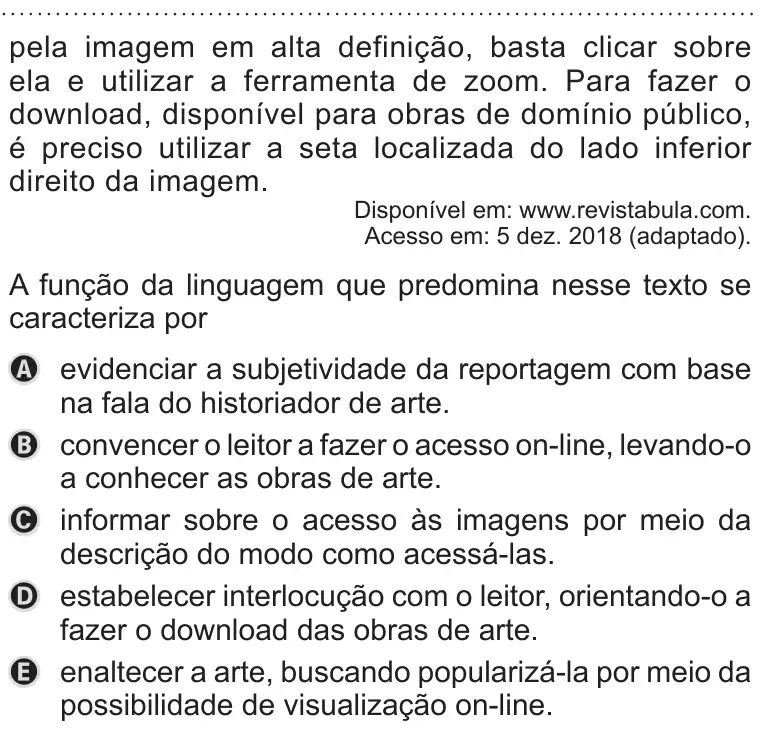 pela imagem em alta definição, basta clicar sobre
ela e utilizar a ferramenta de zoom. Para fazer o
download, disponível para obras de domínio público,
é preciso utilizar a seta localizada do lado inferior
direito da imagem.
Disponível em: www.revistabula.com.
Acesso em: 5 dez. 2018 (adaptado).
A função da linguagem que predomina nesse texto se
caracteriza por
A evidenciar a subjetividade da reportagem com base
na fala do historiador de arte.
B convencer o leitor a fazer o acesso on-line, levando-o
a conhecer as obras de arte.
C informar sobre o acesso às imagens por meio da
descrição do modo como acessá-las.
D estabelecer interlocução com o leitor, orientando-o a
fazer o download das obras de arte.
E enaltecer a arte, buscando popularizá-la por meio da
possibilidade de visualização on-line.